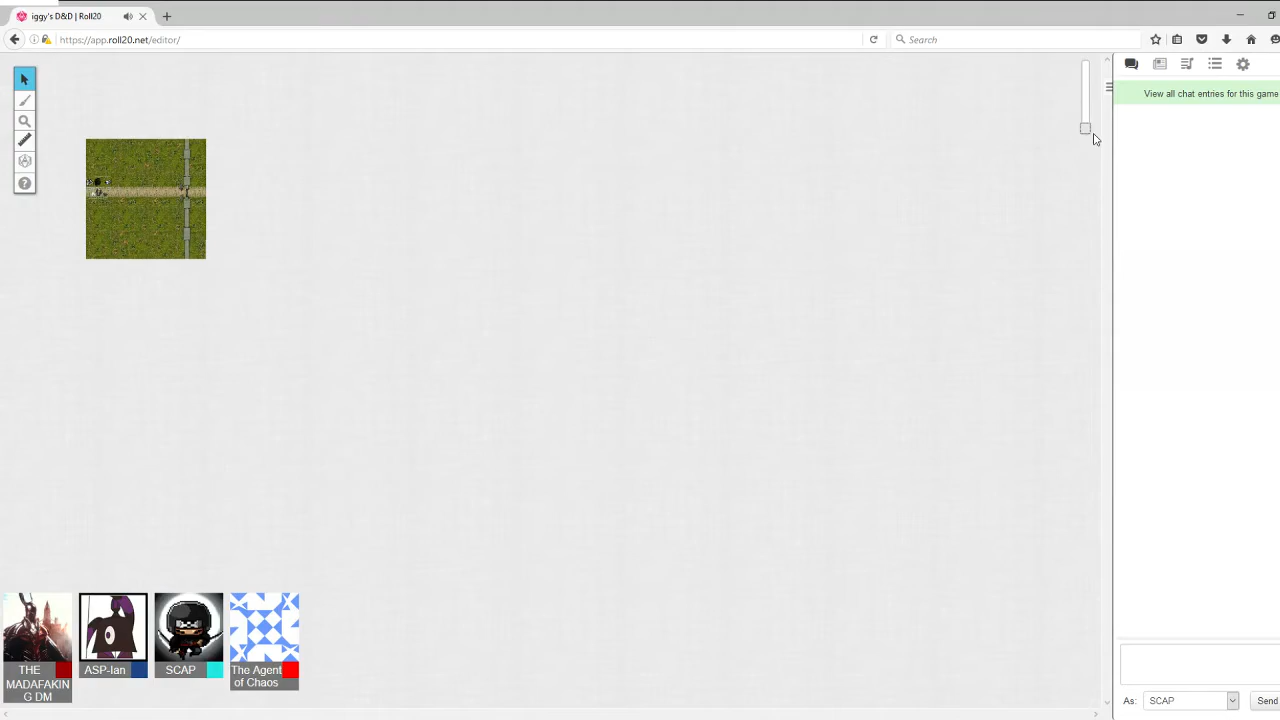 iggy's D&D | Roll20
https://app.roll20.net/editor/
Search
View all chat entries for this game
THE
MADAFAKIN
G DM
ASP-Ian
SCAP
The Agent
of Chaos
As:
SCAP
Send